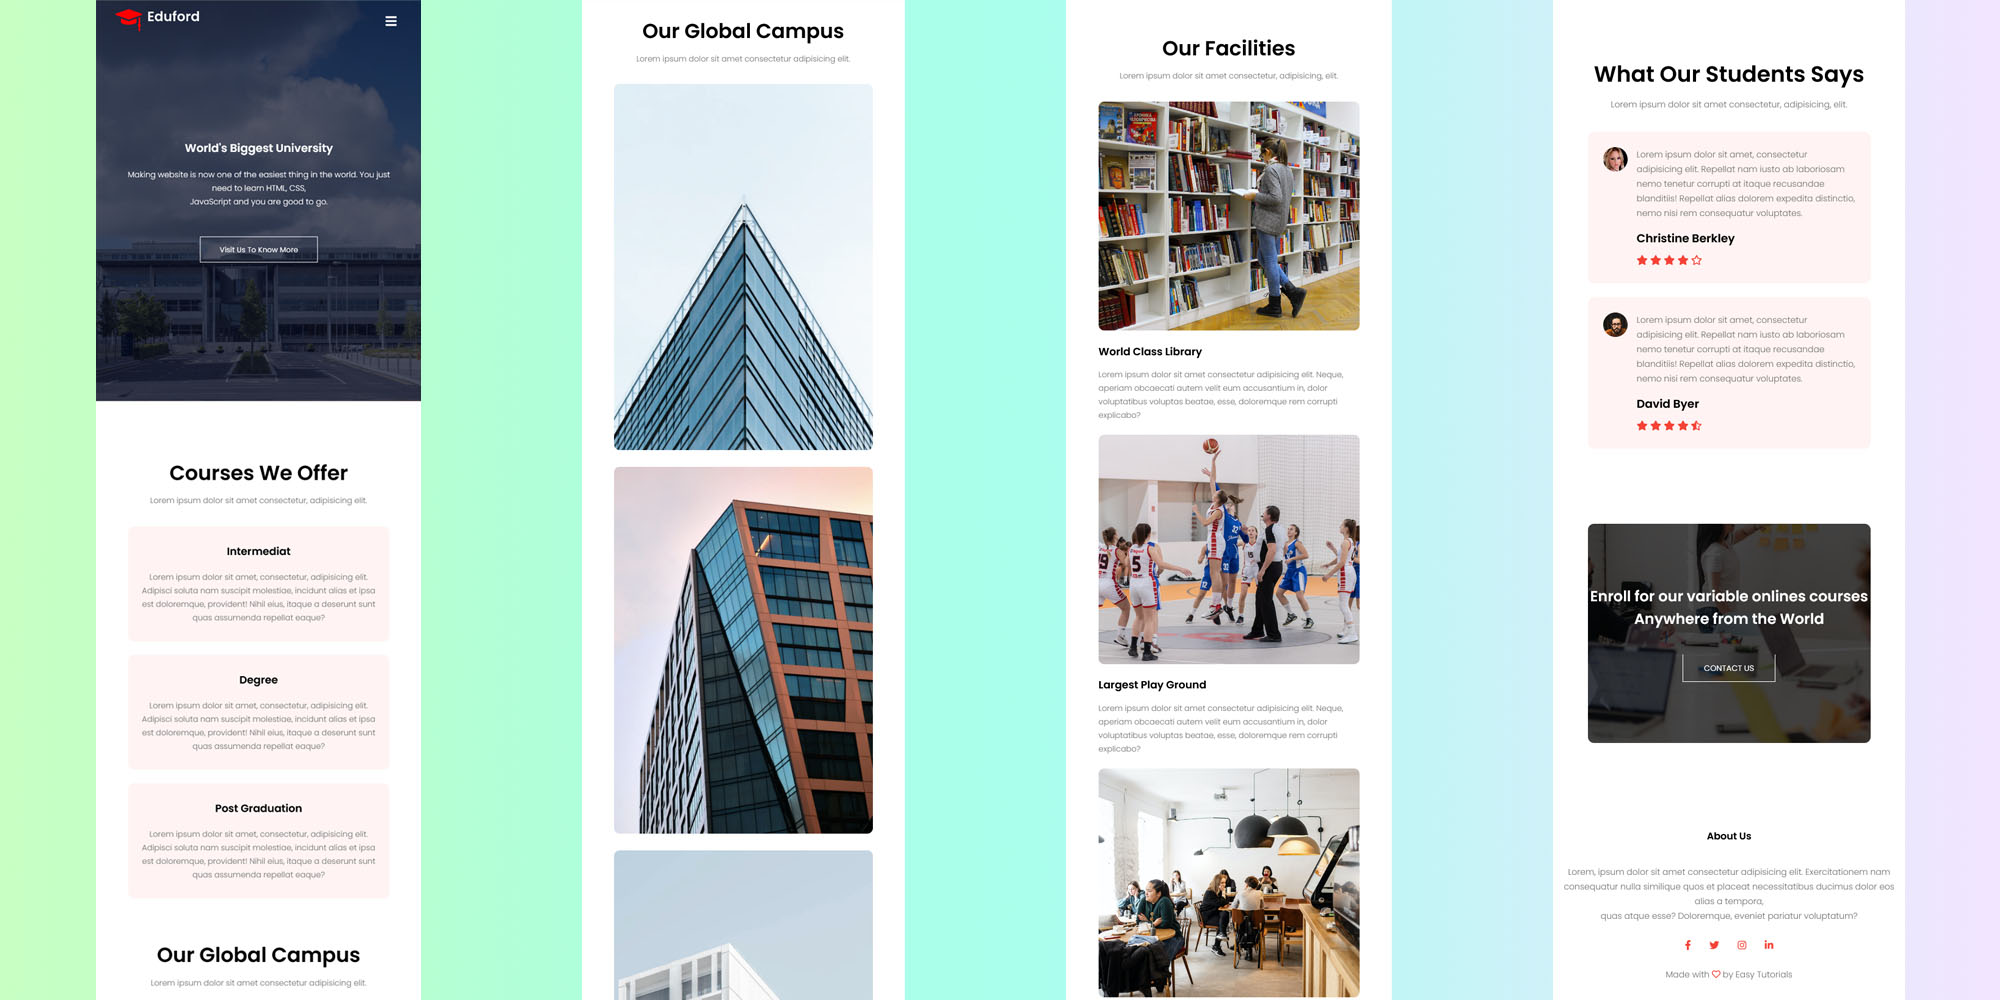 Eduford
World's Biggest University
Making website is now one of the easiest thing in the world. You just
need to learn HTML, CSS,
JavaScript and you are good to go.
Visit Us To Know More
Courses We Offer
Lorem ipsum dolor sit amet consectetur, adipisicing elit.
Intermediat
Lorem ipsum dolor sit amet, consectetur, adipisicing elit.
Adipisci soluta nam suscipit molestiae, incidunt alias et ipsa
est doloremque, provident! Nihil eius, itaque a deserunt sunt
quas assumenda repellat eaque?
Degree
Lorem ipsum dolor sit amet, consectetur, adipisicing elit.
Adipisci soluta nam suscipit molestiae, incidunt alias et ipsa
est doloremque, provident! Nihil eius, itaque a deserunt sunt
quas assumenda repellat eaque?
Post Graduation
Lorem ipsum dolor sit amet, consectetur, adipisicing elit.
Adipisci soluta nam suscipit molestiae, incidunt alias et ipsa
est doloremque, provident! Nihil eius, itaque a deserunt sunt
quas assumenda repellat eaque?
Our Global Campus
Lorem ipsum dolor sit amet consectetur adipisicing elit.
Our Global Campus
Lorem ipsum dolor sit amet consectetur adipisicing elit.
Our Facilities
Lorem ipsum dolor sit amet consectetur, adipisicing, elit.
World Class Library
Lorem ipsum dolor sit amet consectetur adipisicing elit. Neque,
aperiam obcaecati autem velit eum accusantium in, dolor
voluptatibus voluptas beatae, esse, doloremque rem corrupti
explicabo?
Largest Play Ground
Lorem ipsum dolor sit amet consectetur adipisicing elit. Neque,
aperiam obcaecati autem velit eum accusantium in, dolor
voluptatibus voluptas beatae, esse, doloremque rem corrupti
explicabo?
What Our Students Says
Lorem ipsum dolor sit amet consectetur, adipisicing, elit.
Lorem ipsum dolor sit amet, consectetur
adipisicing elit. Repellat nam iusto ab laboriosam
nemo tenetur corrupti at itaque recusandae
blanditiis! Repellat alias dolorem expedita distinctio,
nemo nisi rem consequatur voluptates.
Christine Berkley
Lorem ipsum dolor sit amet, consectetur
adipisicing elit. Repellat nam iusto ab laboriosam
nemo tenetur corrupti at itaque recusandae
blanditiis! Repellat alias dolorem expedita distinctio,
nemo nisi rem consequatur voluptates.
David Byer
Enroll for our variable onlines courses
Anywhere from the World
CONTACT US
About Us
Lorem, ipsum dolor sit amet consectetur adipisicing elit. Exercitationem nam
consequatur nulla similique quos et placeat necessitatibus ducimus dolor eos
alias a tempora,
quas atque esse? Doloremque, eveniet pariatur voluptatum?
Made with by Easy Tutorials